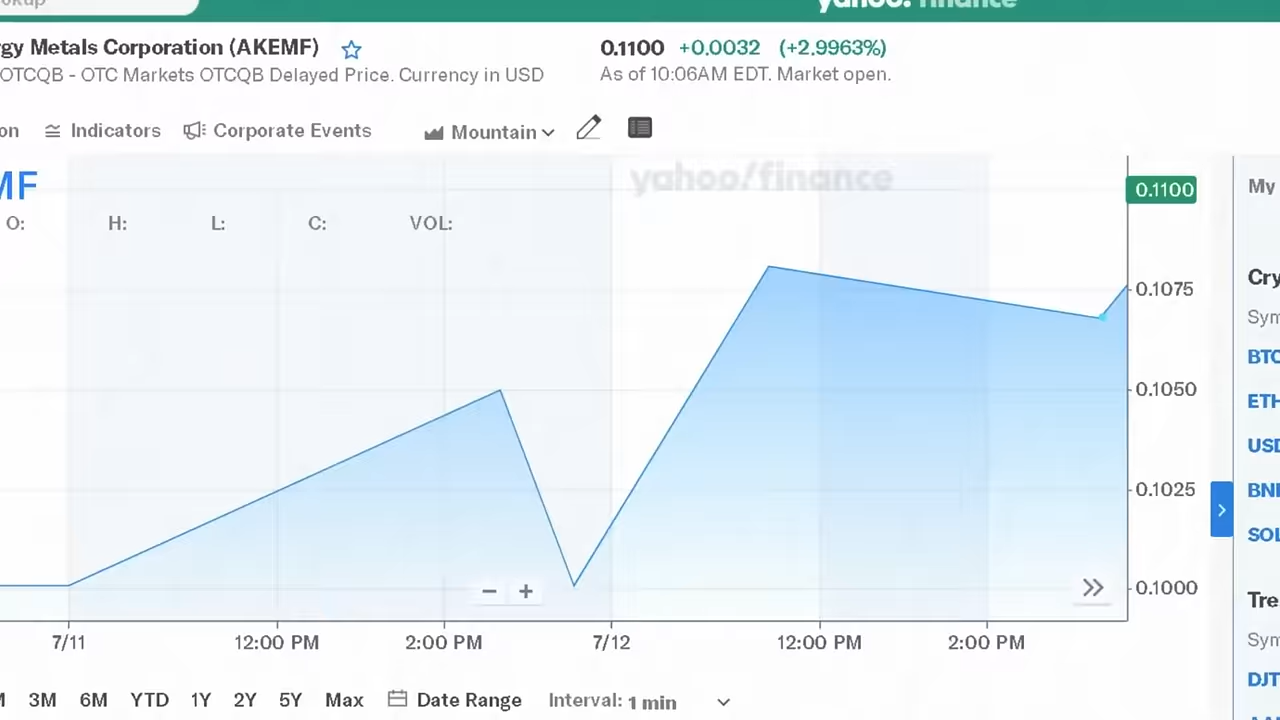 yahoo! finance
gy Metals Corporation (AKEMF)
0.1100 +0.0032 (+2.9963%)
OTCQB - OTC Markets OTCQB Delayed Price. Currency in USD
As of 10:06AM EDT. Market open.
on Indicators Corporate Events Mountain
MF
yahoo/finance
0.1100
My
O: H: L: C: VOL:
Cry
0.1075
Sym
BTC
0.1050
ETH
USD
0.1025
BN
SOL
− +
0.1000
Tre
7/11 12:00 PM 2:00 PM 7/12 12:00 PM 2:00 PM
Sym
DJT
M 3M 6M YTD 1Y 2Y 5Y Max Date Range Interval: 1 min